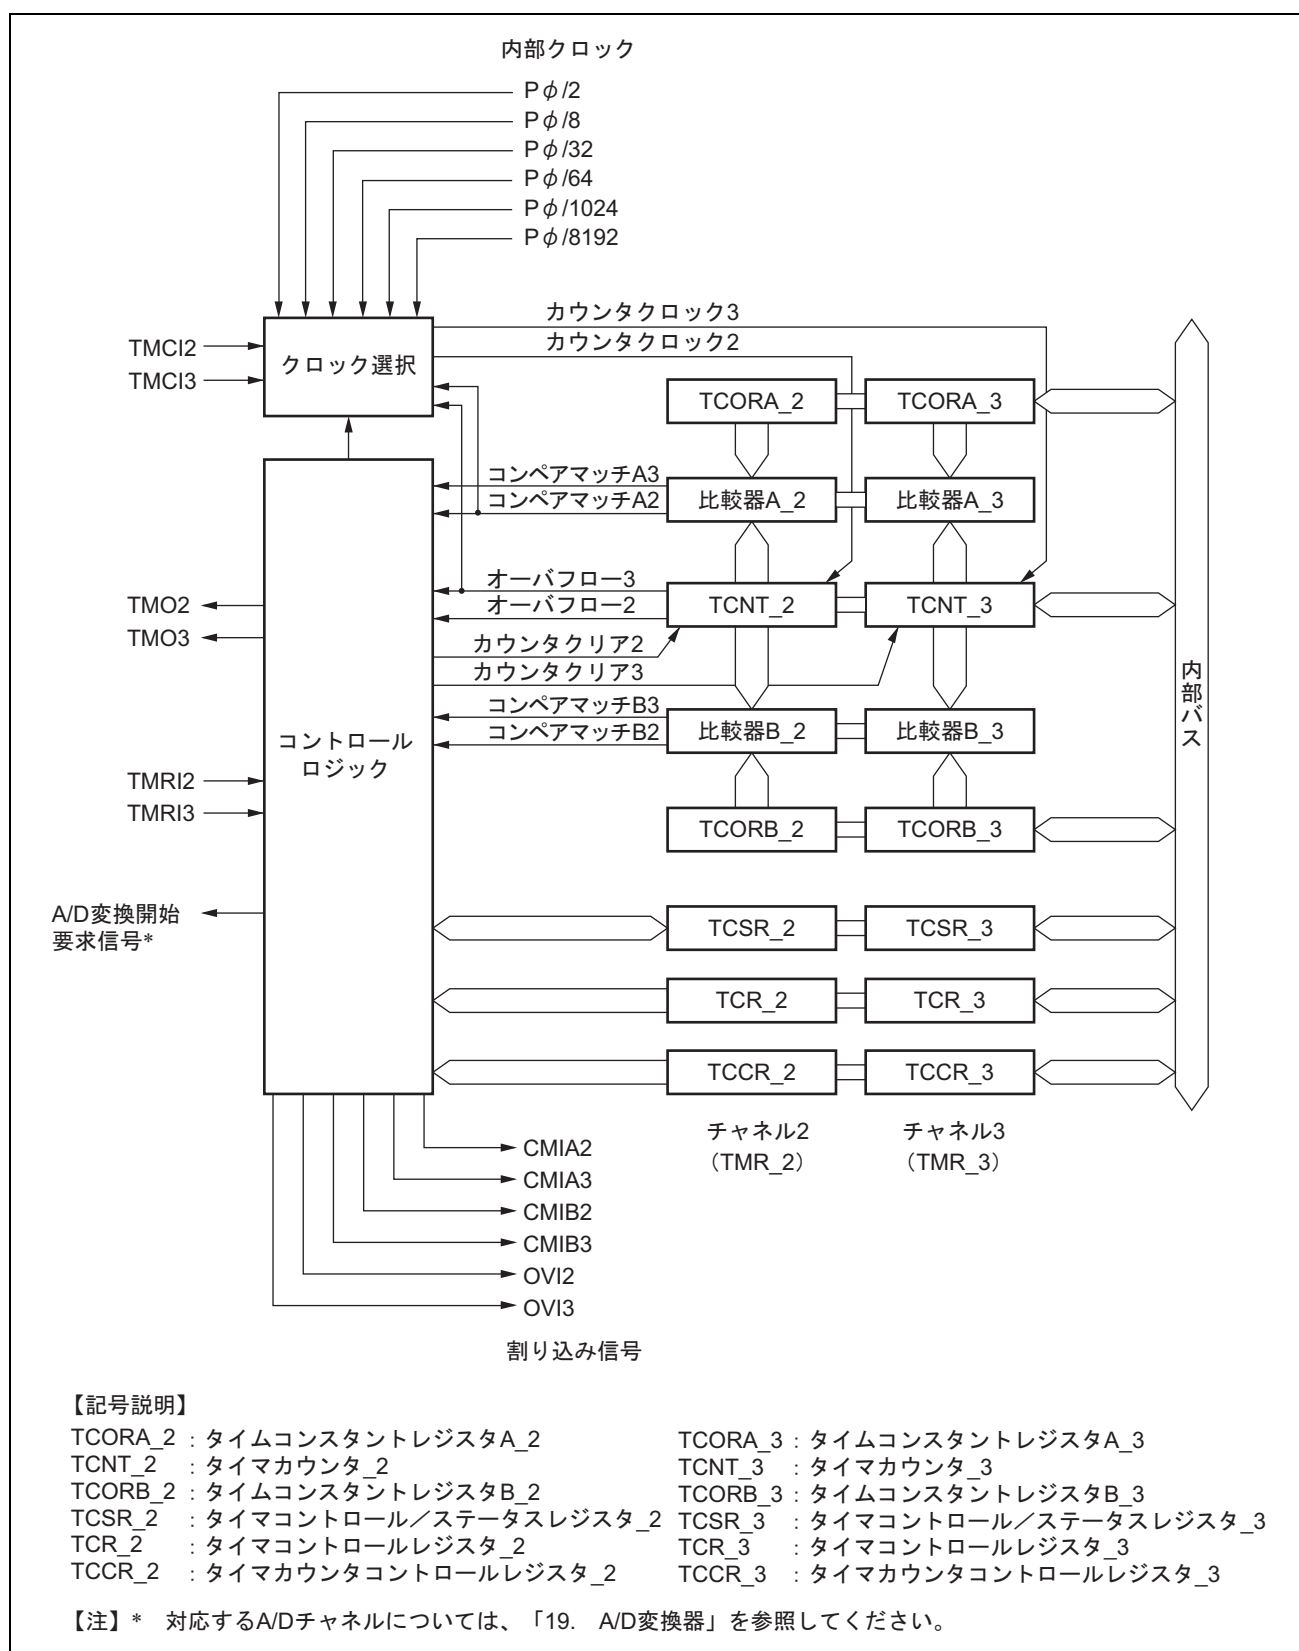 内部クロック
Pφ/2
Pφ/8
Pφ/32
Pφ/64
Pφ/1024
Pφ/8192
カウンタクロック3
カウンタクロック2
TMCI2
TMCI3
クロック選択
TCORA_2
TCORA_3
コンペアマッチA3
コンペアマッチA2
比較器A_2
比較器A_3
オーバフロー3
オーバフロー2
TCNT_2
TCNT_3
TMO2
TMO3
カウンタクリア2
カウンタクリア3
コンペアマッチB3
コンペアマッチB2
比較器B_2
比較器B_3
内部バス
コントロール
ロジック
TMRI2
TMRI3
TCORB_2
TCORB_3
A/D変換開始
要求信号*
TCSR_2
TCSR_3
TCR_2
TCR_3
TCCR_2
TCCR_3
チャネル2
(TMR_2)
チャネル3
(TMR_3)
CMIA2
CMIA3
CMIB2
CMIB3
OVI2
OVI3
割り込み信号
【記号説明】
TCORA_2 : タイムコンスタントレジスタA_2
TCNT_2 : タイマカウンタ_2
TCORB_2 : タイムコンスタントレジスタB_2
TCSR_2 : タイマコントロール/ステータスレジスタ_2
TCR_2 : タイマコントロールレジスタ_2
TCCR_2 : タイマカウンタコントロールレジスタ_2
TCORA_3 : タイムコンスタントレジスタA_3
TCNT_3 : タイマカウンタ_3
TCORB_3 : タイムコンスタントレジスタB_3
TCSR_3 : タイマコントロール/ステータスレジスタ_3
TCR_3 : タイマコントロールレジスタ_3
TCCR_3 : タイマカウンタコントロールレジスタ_3
【注】* 対応するA/Dチャネルについては、「19. A/D変換器」を参照してください。